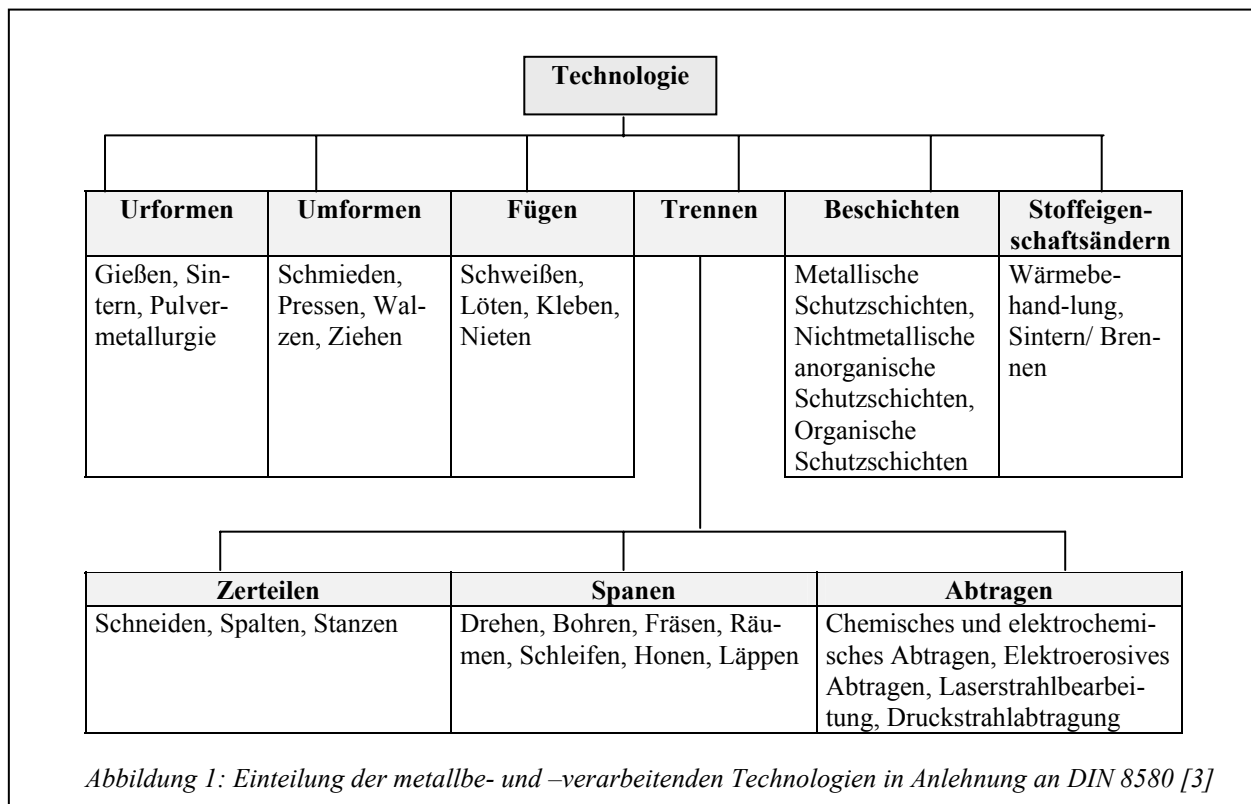 Technologie
Urformen
Umformen
Fügen
Trennen
Beschichten
Stoffeigen-
schaftsändern
Gießen, Sin-
tern, Pulver-
metallurgie
Schmieden,
Pressen, Wal-
zen, Ziehen
Schweißen,
Löten, Kleben,
Nieten
Metallische
Schutzschichten,
Nichtmetallische
anorganische
Schutzschichten,
Organische
Schutzschichten
Wärmebe-
hand-lung,
Sintern/ Bren-
nen
Zerteilen
Spanen
Abtragen
Schneiden, Spalten, Stanzen
Drehen, Bohren, Fräsen, Räu-
men, Schleifen, Honen, Läppen
Chemisches und elektrochemi-
sches Abtragen, Elektroerosives
Abtragen, Laserstrahlbearbei-
tung, Druckstrahlabtragung
Abbildung 1: Einteilung der metallbe- und –verarbeitenden Technologien in Anlehnung an DIN 8580 [3]